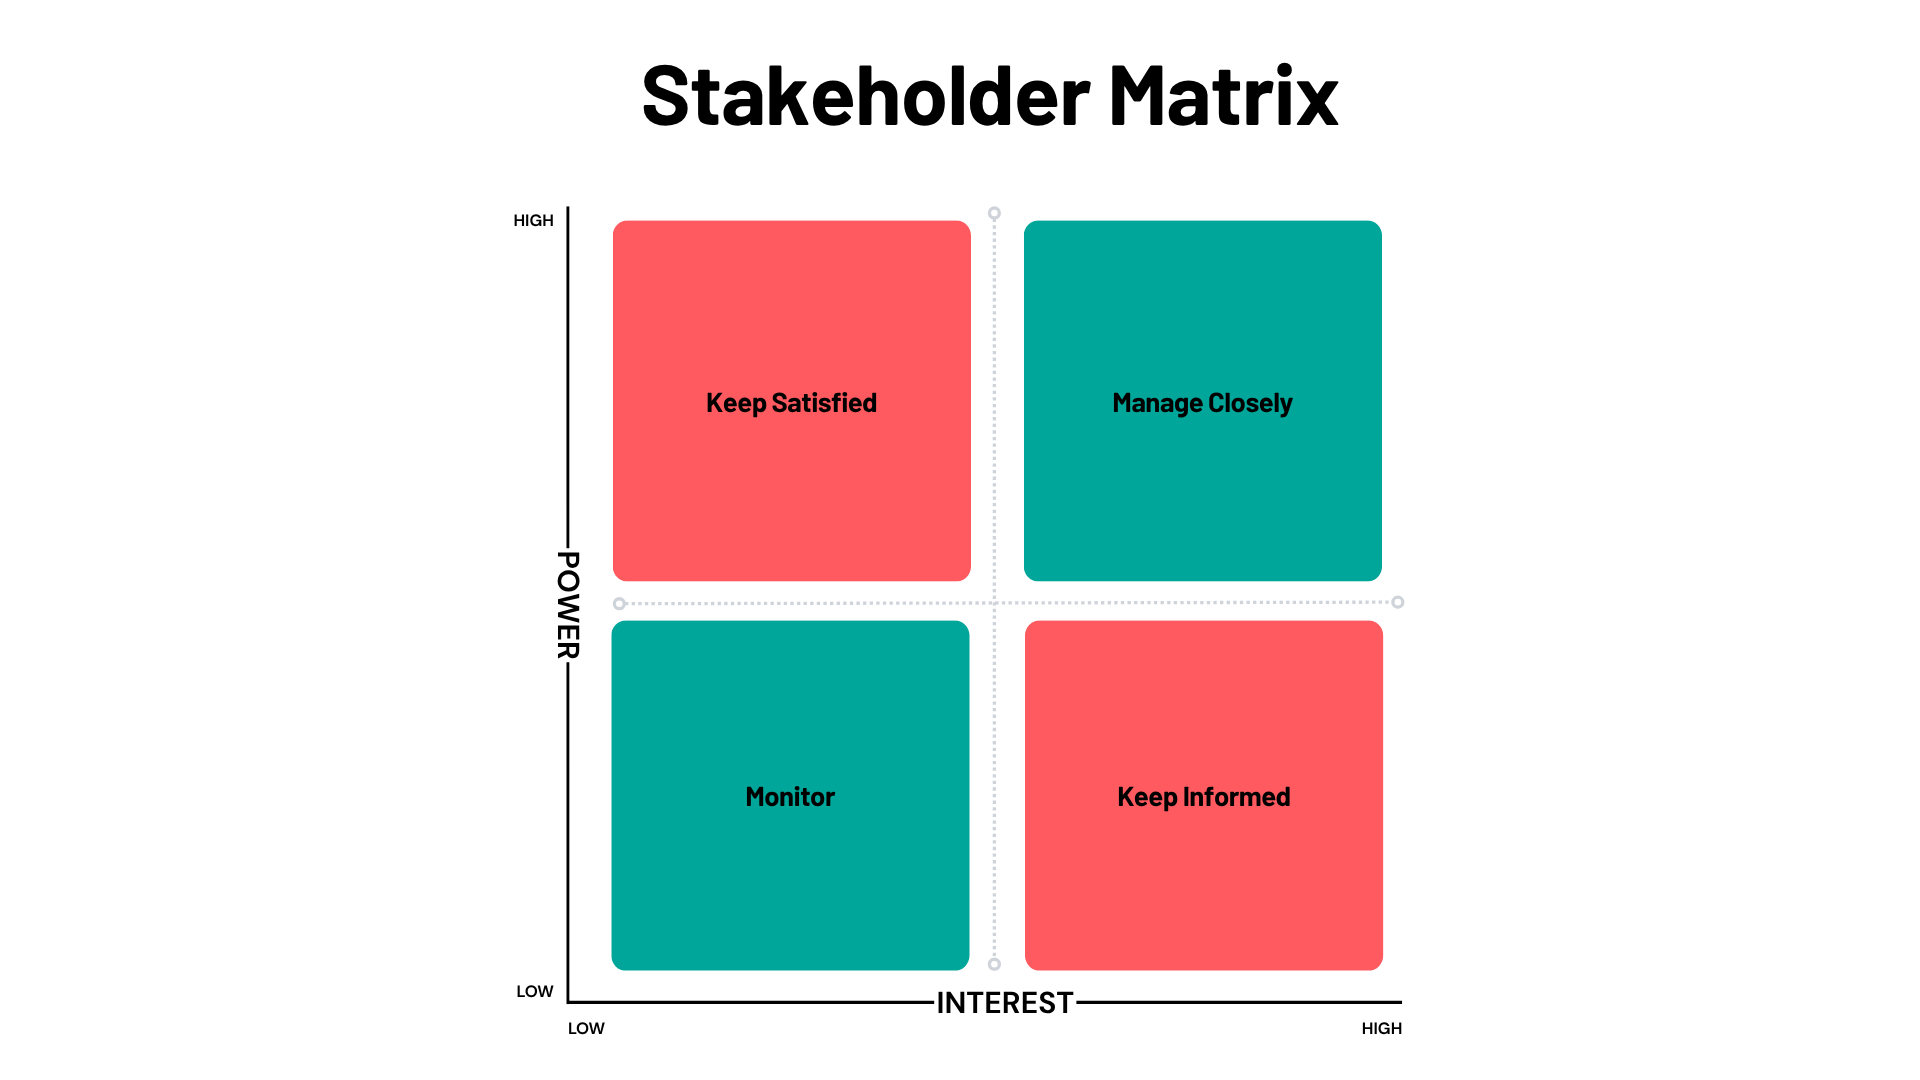 Stakeholder Matrix
HIGH
Keep Satisfied
Manage Closely
POWER
Monitor
Keep Informed
LOW
INTEREST
LOW
HIGH